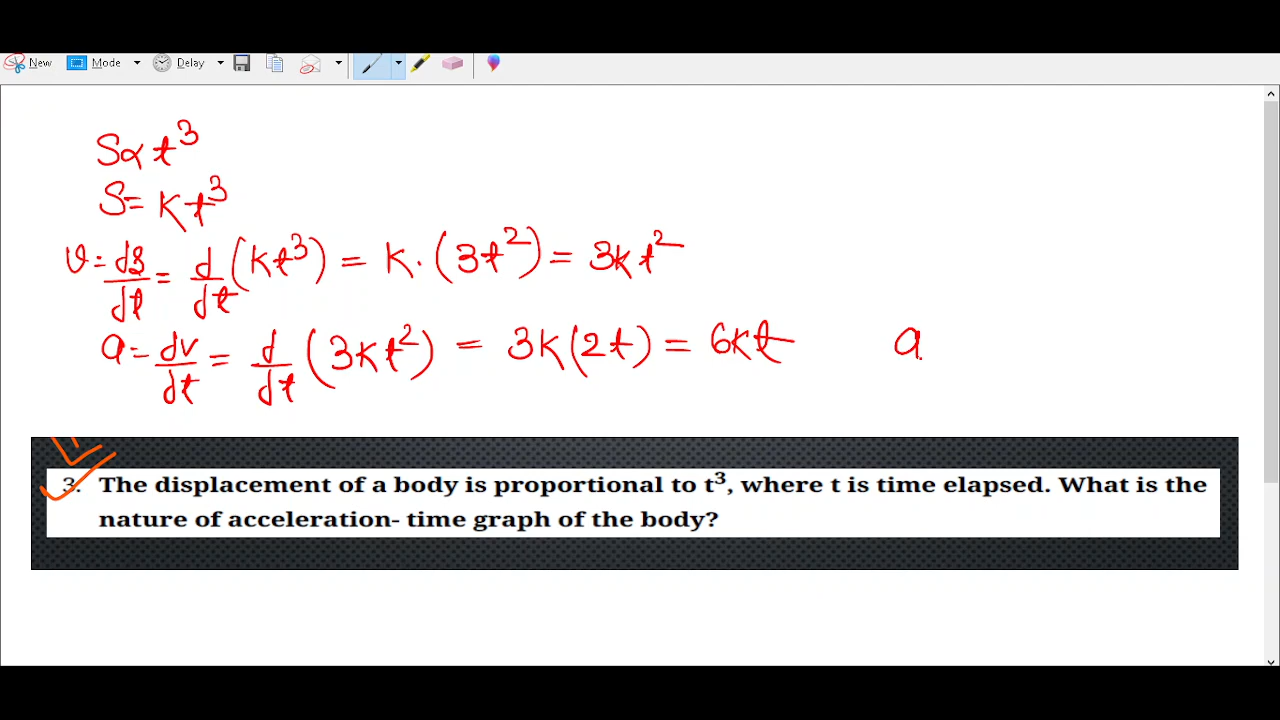 New Mode Delay
S∝ t³
S= Kt³
v= ds/dt = d/dt (Kt³) = K. (3t²) = 3Kt²
a= dv/dt = d/dt (3Kt²) = 3K(2t) = 6Kt a
3. The displacement of a body is proportional to t³, where t is time elapsed. What is the
nature of acceleration- time graph of the body?